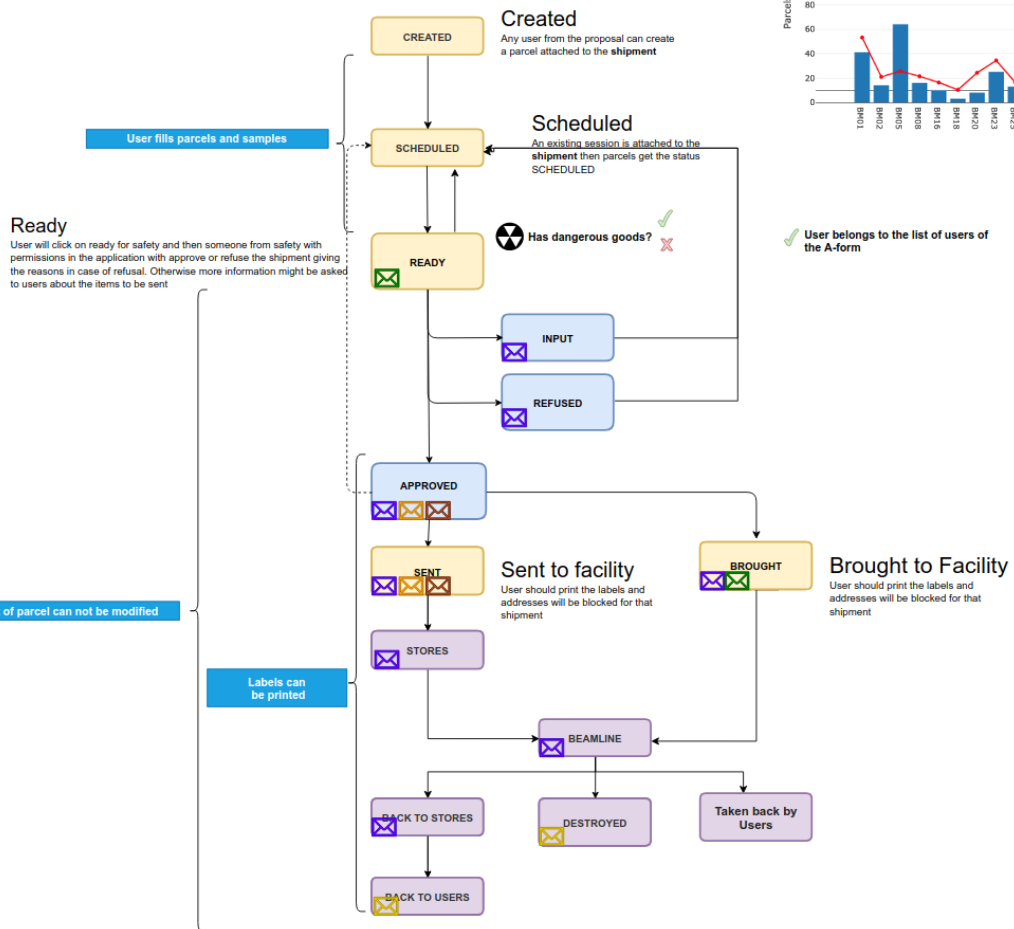 Created
Any user from the proposal can create
a parcel attached to the shipment
CREATED
80
60
40
20
0
BM01
BM02
BM05
BM08
BM16
BM18
BM20
BM23
User fills parcels and samples
Scheduled
An existing session is attached to the
shipment then parcels get the status
SCHEDULED
SCHEDULED
Ready
User will click on ready for safety and then someone from safety with
permissions in the application with approve or refuse the shipment giving
the reasons in case of refusal. Otherwise more information might be asked
to users about the items to be sent
READY
Has dangerous goods?
User belongs to the list of users of
the A-form
INPUT
REFUSED
APPROVED
SENT
Sent to facility
User should print the labels and
addresses will be blocked for that
shipment
BROUGHT
Brought to Facility
User should print the labels and
addresses will be blocked for that
shipment
of parcel can not be modified
STORES
Labels can
be printed
BEAMLINE
BACK TO STORES
DESTROYED
Taken back by
Users
BACK TO USERS